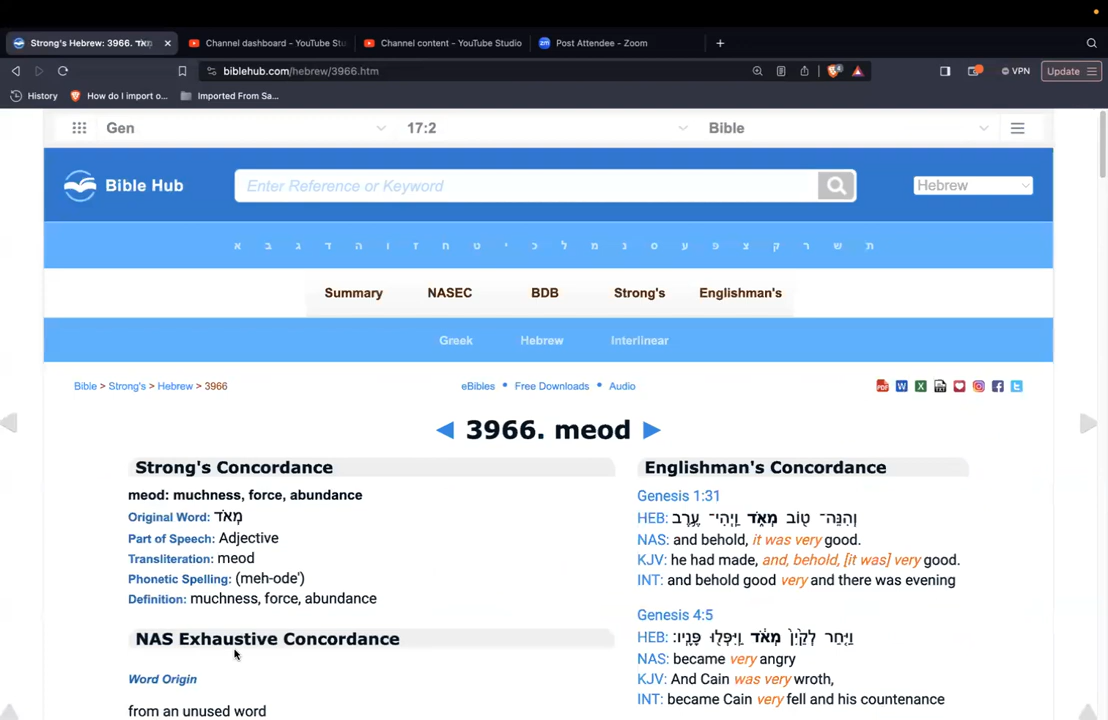 Strong's Hebrew: 3966. מְאֹד
Channel dashboard - YouTube Stu
Channel content - YouTube Studio
Post Attendee - Zoom
biblehub.com/hebrew/3966.htm
VPN
Update
History
How do I import o...
Imported From Sa...
Gen
17:2
Bible
Bible Hub
Enter Reference or Keyword
Hebrew
א ב ג ד ה ו ז ח ט י כ ל מ נ ס ע פ צ ק ר ש ת
Summary NASEC BDB Strong's Englishman's
Greek Hebrew Interlinear
Bible > Strong's > Hebrew > 3966
eBibles • Free Downloads • Audio
◄ 3966. meod ►
Strong's Concordance
meod: muchness, force, abundance
Original Word: מְאֹד
Part of Speech: Adjective
Transliteration: meod
Phonetic Spelling: (meh-ode')
Definition: muchness, force, abundance
NAS Exhaustive Concordance
Word Origin
from an unused word
Englishman's Concordance
Genesis 1:31
HEB: וְהִנֵּה־ ט֖וֹב מְאֹ֑ד וַֽיְהִי־ עֶ֥רֶב
NAS: and behold, it was very good.
KJV: he had made, and, behold, [it was] very good.
INT: and behold good very and there was evening
Genesis 4:5
HEB: וַיִּ֤חַר לְקַ֙יִן֙ מְאֹ֔ד וַֽיִּפְּל֖וּ פָּנָֽיו׃
NAS: became very angry
KJV: And Cain was very wroth,
INT: became Cain very fell and his countenance